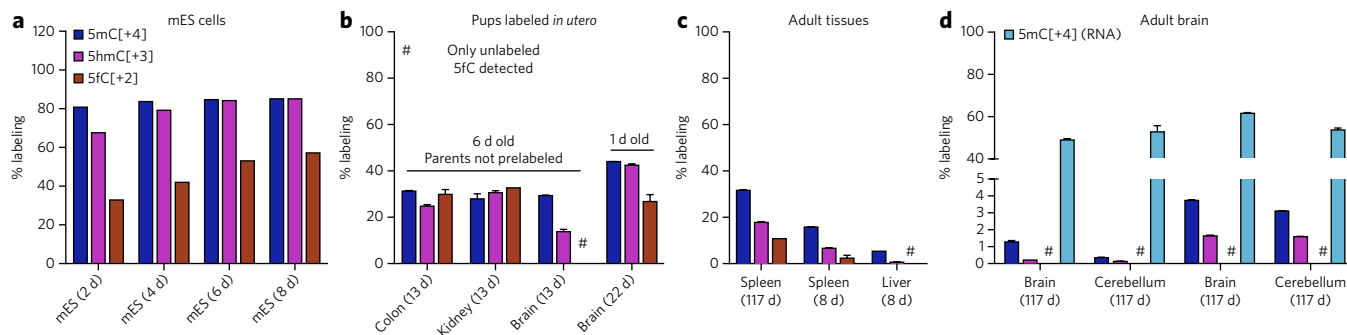 a
mES cells
% labeling
120
100
80
60
40
20
0
5mC[+4]
5hmC[+3]
5fC[+2]
mES (2 d)
mES (4 d)
mES (6 d)
mES (8 d)
b
Pups labeled in utero
% labeling
100
80
60
40
20
0
# Only unlabeled
5fC detected
6 d old
Parents not prelabeled
1 d old
#
Colon (13 d)
Kidney (13 d)
Brain (13 d)
Brain (22 d)
c
Adult tissues
% labeling
100
80
60
40
20
0
#
Spleen
(117 d)
Spleen
(8 d)
Liver
(8 d)
d
Adult brain
% labeling
100
80
60
40
4
3
2
1
0
5mC[+4] (RNA)
# # # #
Brain
(117 d)
Cerebellum
(117 d)
Brain
(117 d)
Cerebellum
(117 d)